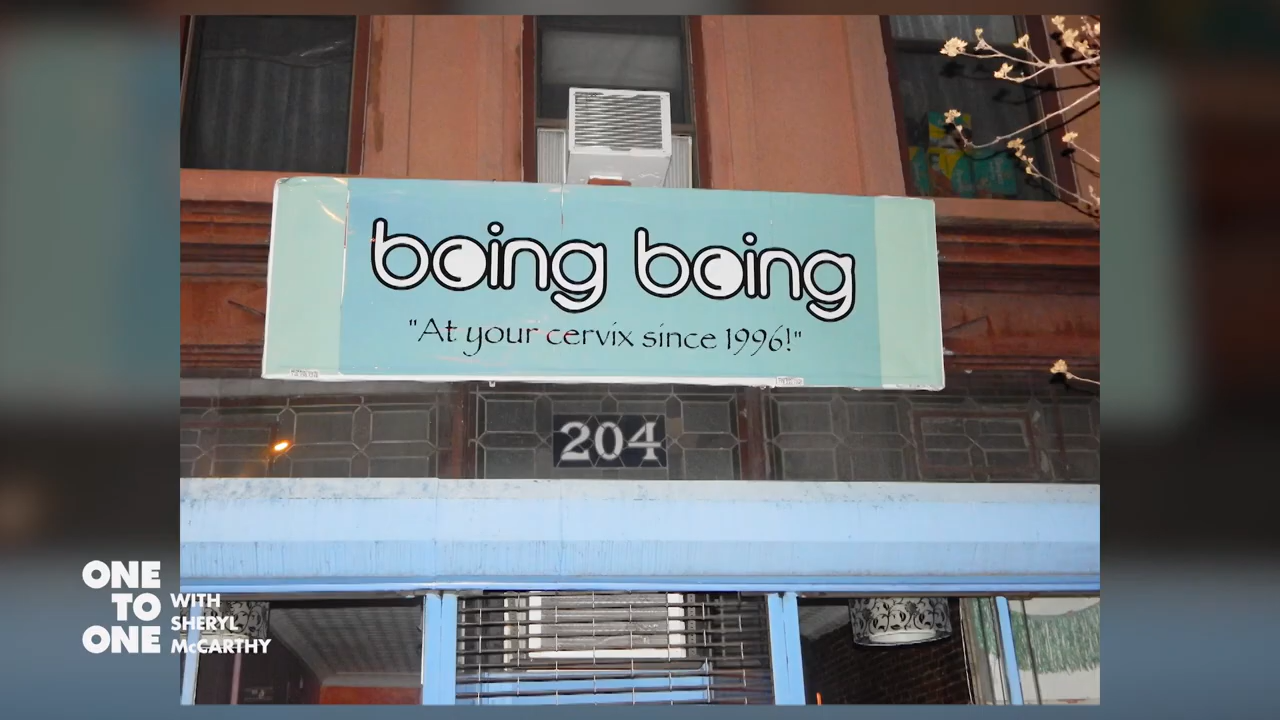 boing boing
"At your cervix since 1996!"
204
ONE
TO
ONE
WITH
SHERYL
McCARTHY